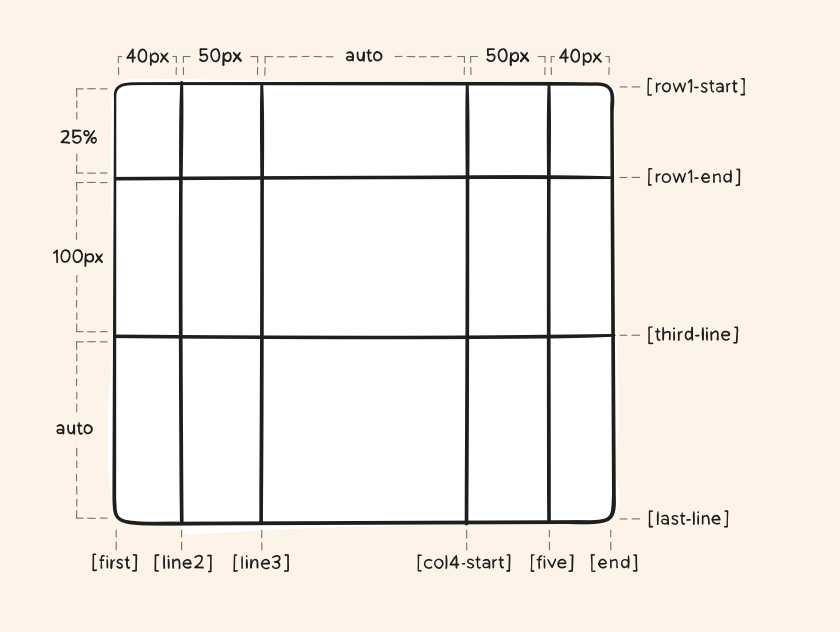 40px 50px auto 50px 40px
[row1-start]
25%
[row1-end]
100px
[third-line]
auto
[last-line]
[first] [line2] [line3] [col4-start] [five] [end]